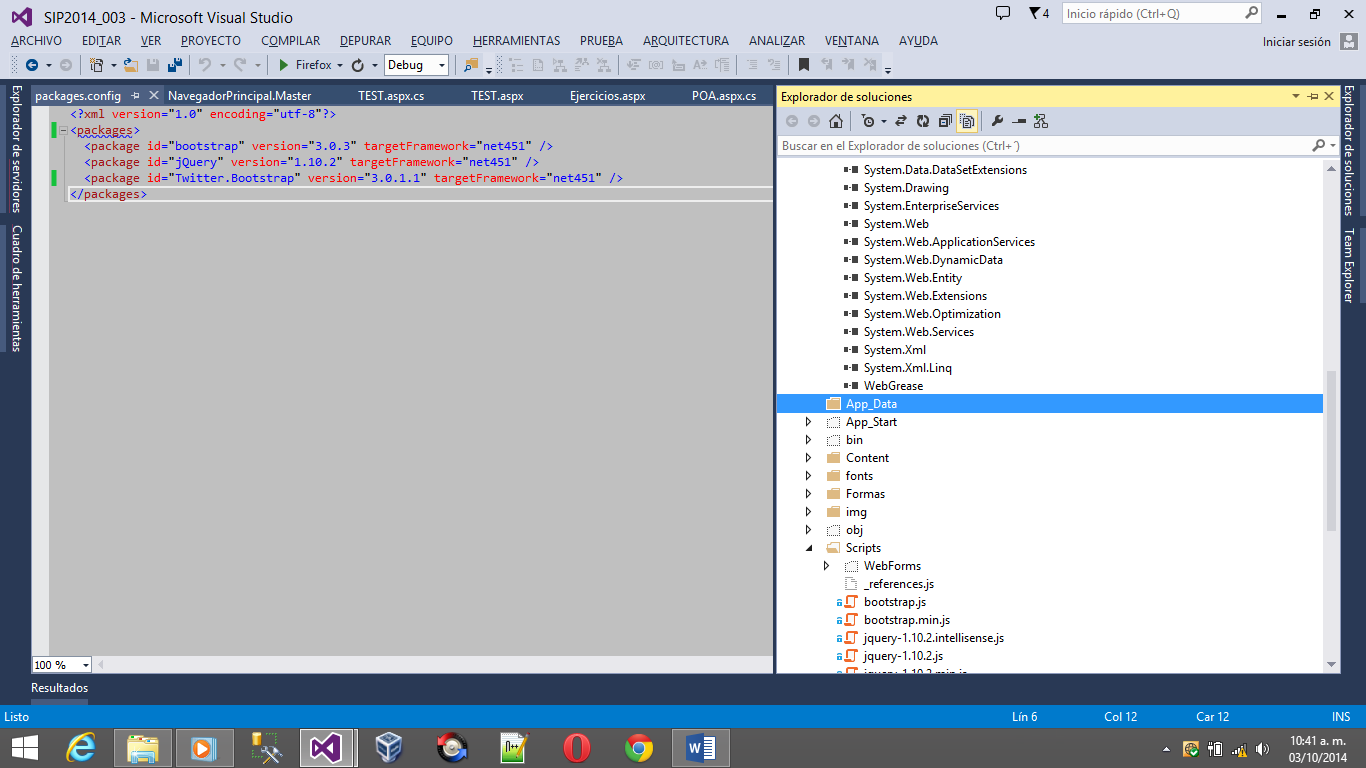 SIP2014_003 - Microsoft Visual Studio
4
Inicio rápido (Ctrl+Q)
ARCHIVO EDITAR VER PROYECTO COMPILAR DEPURAR EQUIPO HERRAMIENTAS PRUEBA ARQUITECTURA ANALIZAR VENTANA AYUDA
Iniciar sesión
Firefox Debug
Explorador de servidores
Cuadro de herramientas
packages.config NavegadorPrincipal.Master TEST.aspx.cs TEST.aspx Ejercicios.aspx POA.aspx.cs
<?xml version="1.0" encoding="utf-8"?>
<packages>
<package id="bootstrap" version="3.0.3" targetFramework="net451" />
<package id="jQuery" version="1.10.2" targetFramework="net451" />
<package id="Twitter.Bootstrap" version="3.0.1.1" targetFramework="net451" />
</packages>
100 %
Explorador de soluciones
Buscar en el Explorador de soluciones (Ctrl+´)
System.Data.DataSetExtensions
System.Drawing
System.EnterpriseServices
System.Web
System.Web.ApplicationServices
System.Web.DynamicData
System.Web.Entity
System.Web.Extensions
System.Web.Optimization
System.Web.Services
System.Xml
System.Xml.Linq
WebGrease
App_Data
App_Start
bin
Content
fonts
Formas
img
obj
Scripts
WebForms
_references.js
bootstrap.js
bootstrap.min.js
jquery-1.10.2.intellisense.js
jquery-1.10.2.js
jquery-1.10.2.min.js
Explorador de soluciones
Team Explorer
Resultados
Listo
Lín 6 Col 12 Car 12 INS
10:41 a. m.
03/10/2014